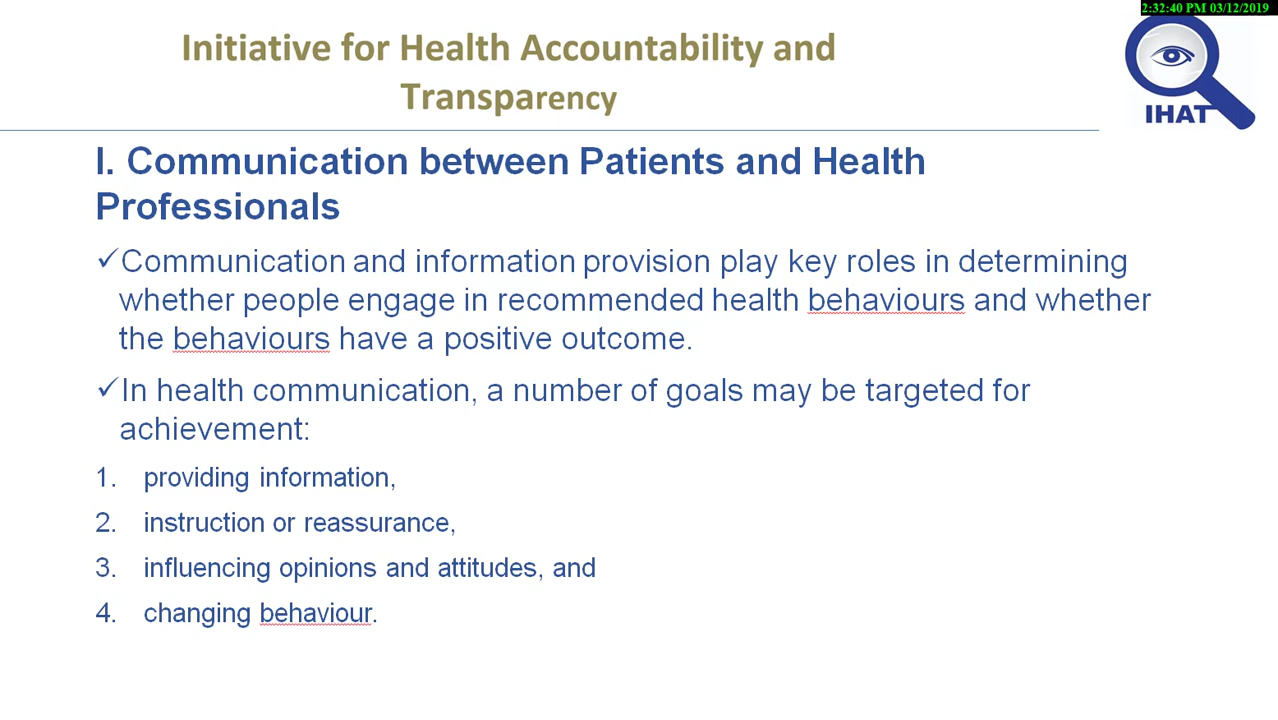 2:32:40 PM 03/12/2019
Initiative for Health Accountability and
Transparency
IHAT
I. Communication between Patients and Health
Professionals
✓Communication and information provision play key roles in determining
whether people engage in recommended health behaviours and whether
the behaviours have a positive outcome.
✓In health communication, a number of goals may be targeted for
achievement:
1. providing information,
2. instruction or reassurance,
3. influencing opinions and attitudes, and
4. changing behaviour.